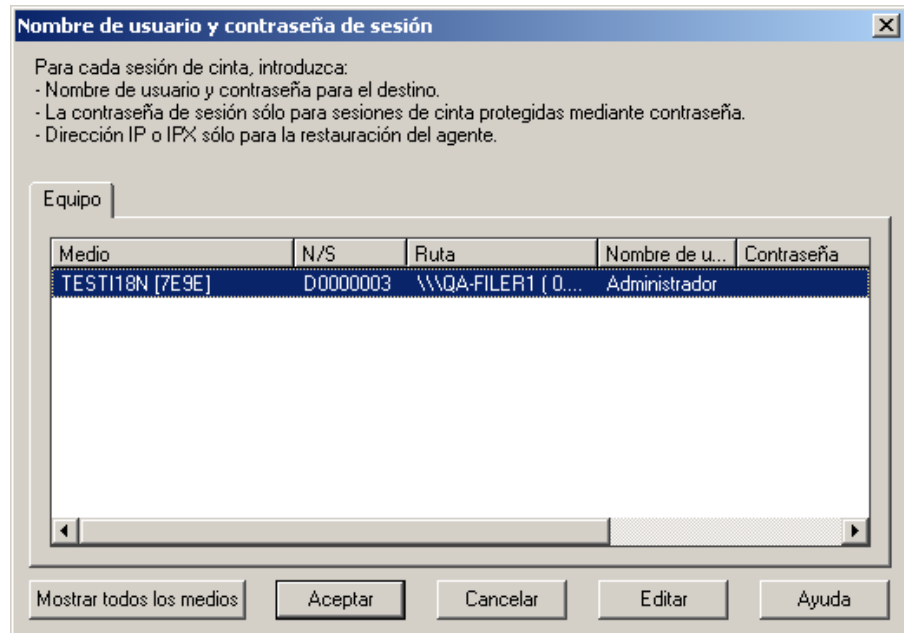 Nombre de usuario y contraseña de sesión
Para cada sesión de cinta, introduzca:
- Nombre de usuario y contraseña para el destino.
- La contraseña de sesión sólo para sesiones de cinta protegidas mediante contraseña.
- Dirección IP o IPX sólo para la restauración del agente.
Equipo
Medio N/S Ruta Nombre de u... Contraseña
TESTI18N [7E9E] D0000003 \\\QA-FILER1 ( 0.... Administrador
Mostrar todos los medios Aceptar Cancelar Editar Ayuda